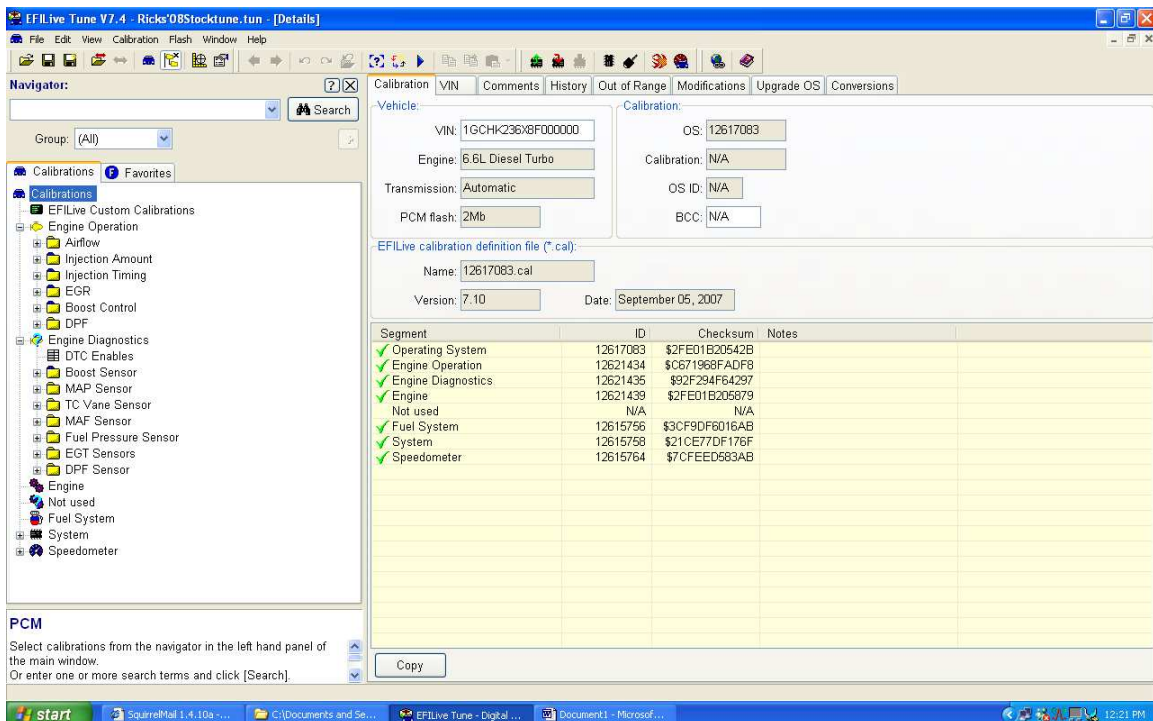 EFILive Tune V7.4 - Ricks'08Stocktune.tun - [Details]
File Edit View Calibration Flash Window Help
Navigator:
Search
Group: (All)
Calibrations Favorites
Calibrations
EFILive Custom Calibrations
Engine Operation
Airflow
Injection Amount
Injection Timing
EGR
Boost Control
DPF
Engine Diagnostics
DTC Enables
Boost Sensor
MAP Sensor
TC Vane Sensor
MAF Sensor
Fuel Pressure Sensor
EGT Sensors
DPF Sensor
Engine
Not used
Fuel System
System
Speedometer
PCM
Select calibrations from the navigator in the left hand panel of
the main window.
Or enter one or more search terms and click [Search].
Calibration VIN Comments History Out of Range Modifications Upgrade OS Conversions
Vehicle:
VIN: 1GCHK236X8F000000
Engine: 6.6L Diesel Turbo
Transmission: Automatic
PCM flash: 2Mb
Calibration:
OS: 12617083
Calibration: N/A
OS ID: N/A
BCC: N/A
EFILive calibration definition file (*.cal):
Name: 12617083.cal
Version: 7.10 Date: September 05, 2007
Segment ID Checksum Notes
Operating System 12617083 $2FE01B20542B
Engine Operation 12621434 $C671968FADF8
Engine Diagnostics 12621435 $92F294F64297
Engine 12621439 $2FE01B205879
Not used N/A N/A
Fuel System 12615756 $3CF9DF6016AB
System 12615758 $21CE77DF176F
Speedometer 12615764 $7CFEED583AB
Copy
start SquirrelMail 1.4.10a -... C:\Documents and Se... EFILive Tune - Digital ... Document1 - Microsof... 12:21 PM